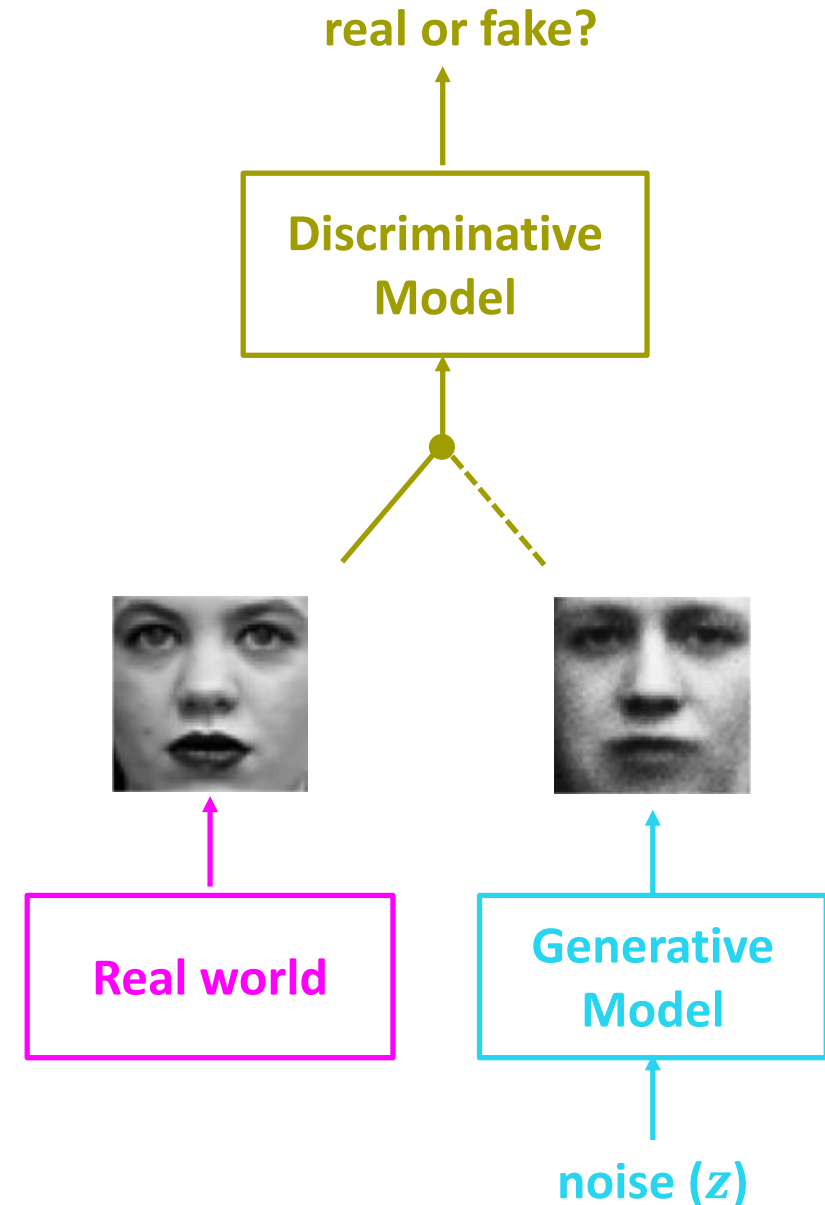 real or fake?
Discriminative
Model
Real world
Generative
Model
noise (z)